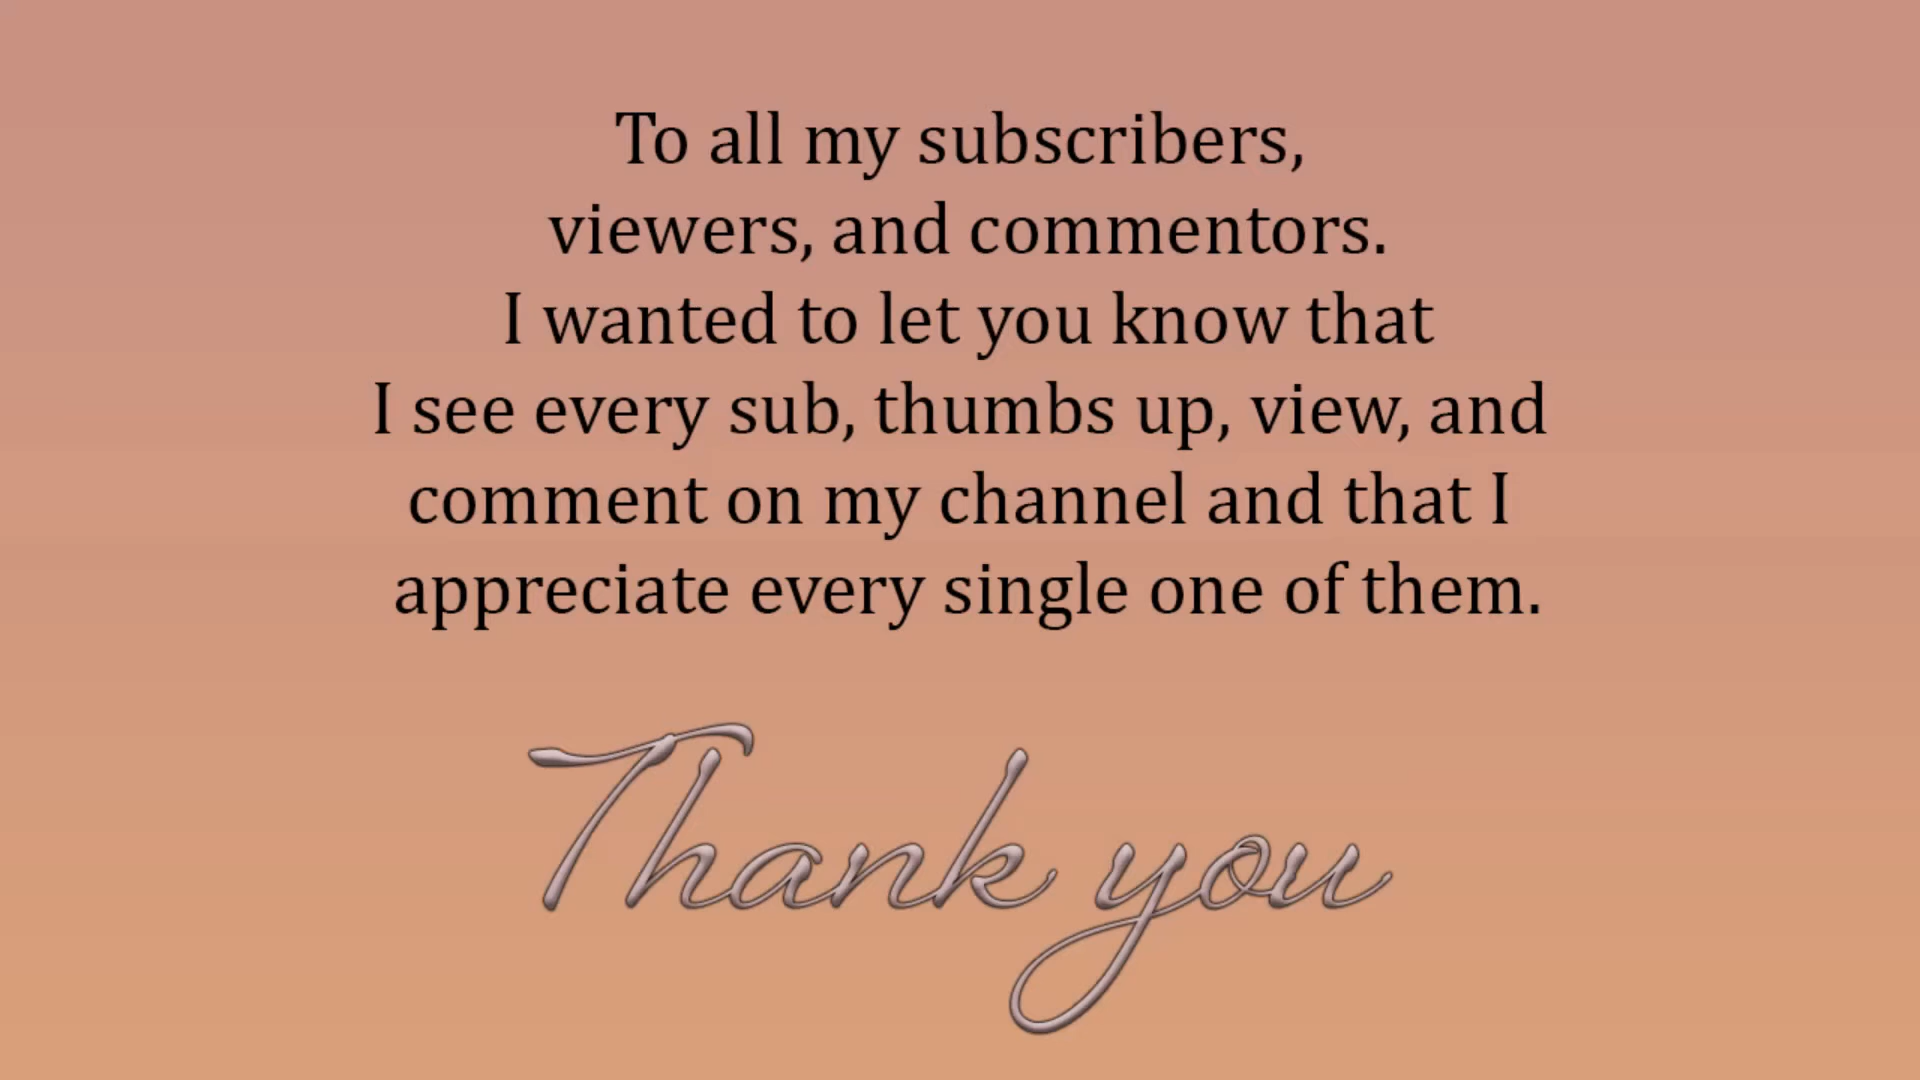 To all my subscribers,
viewers, and commentors.
I wanted to let you know that
I see every sub, thumbs up, view, and
comment on my channel and that I
appreciate every single one of them.
Thank you